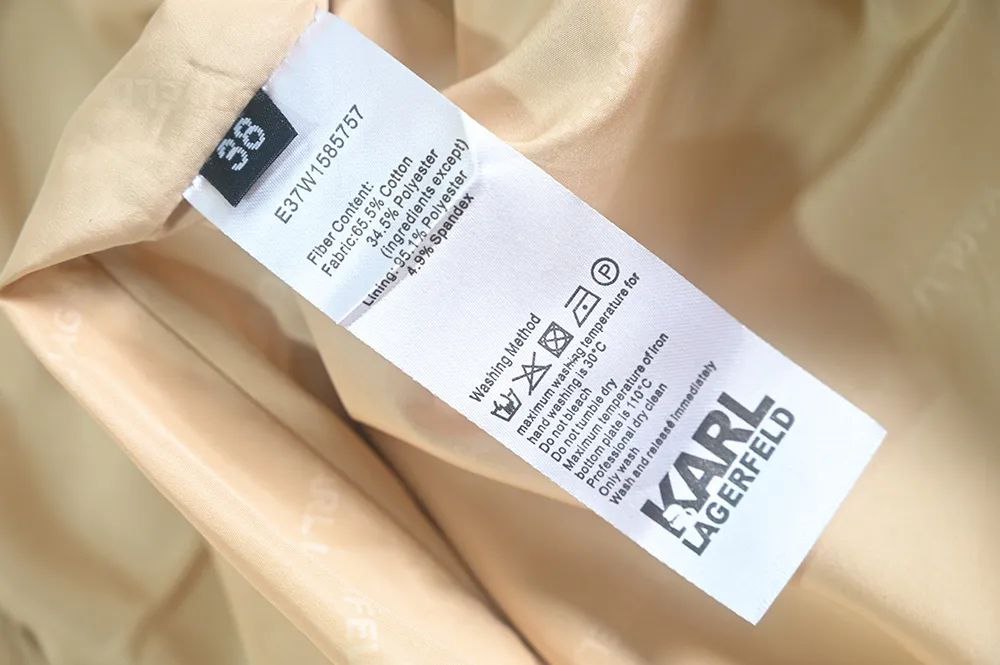 38
E37W1585757
Fiber Content:
Fabric:65.5% Cotton
34.5% Polyester
(ingredients except)
Lining:95.1% Polyester
4.9% Spandex
Washing Method
P
maximum washing temperature for
hand washing is 30°C
Do not bleach
Do not tumble dry
Maximum temperature of Iron
bottom plate is 110°C
Professional dry clean
Only wash
Wash and release immediately
KARL
LAGERFELD